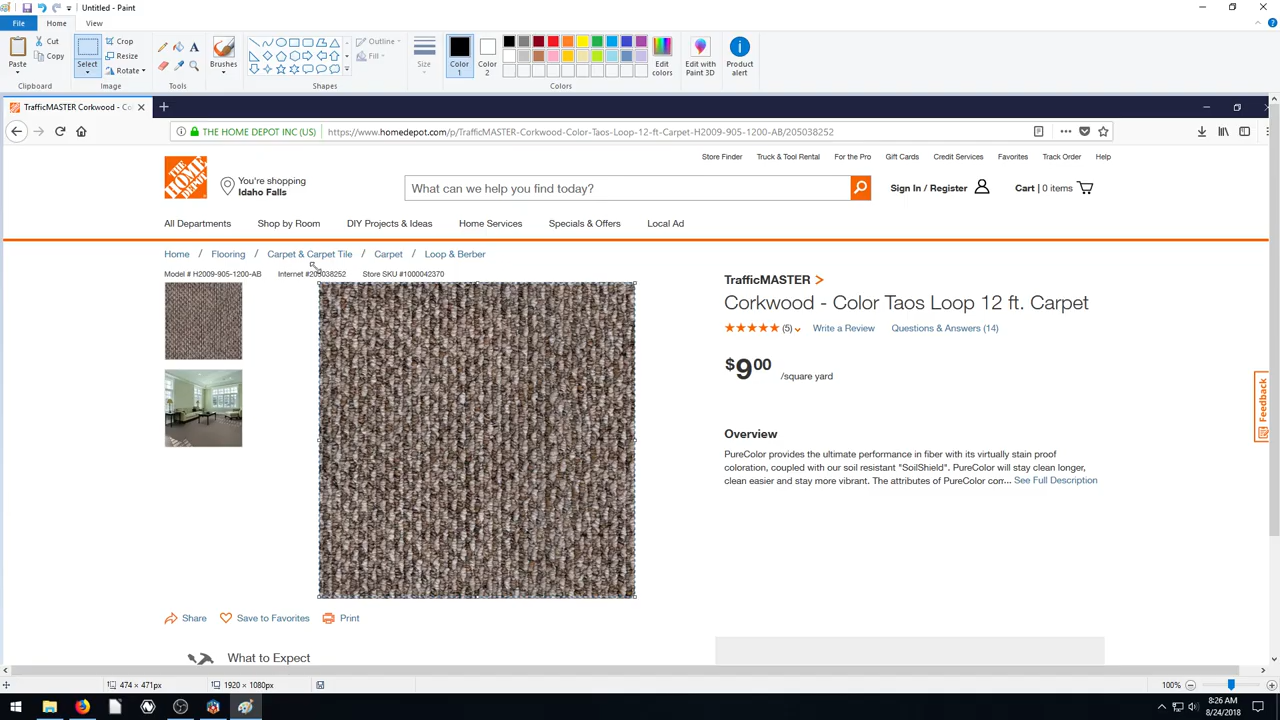 Untitled - Paint
File
Home
View
Paste
Cut
Copy
Clipboard
Select
Crop
Resize
Rotate
Image
A
Tools
Brushes
Outline
Fill
Shapes
Size
Color
1
Color
2
Edit
colors
Colors
Edit with
Paint 3D
Product
alert
TrafficMASTER Corkwood - Co
THE HOME DEPOT INC (US)
https://www.homedepot.com/p/TrafficMASTER-Corkwood-Color-Taos-Loop-12-ft-Carpet-H2009-905-1200-AB/205038252
Store Finder
Truck & Tool Rental
For the Pro
Gift Cards
Credit Services
Favorites
Track Order
Help
THE HOME DEPOT
You're shopping
Idaho Falls
What can we help you find today?
Sign In / Register
Cart | 0 items
All Departments
Shop by Room
DIY Projects & Ideas
Home Services
Specials & Offers
Local Ad
Home / Flooring / Carpet & Carpet Tile / Carpet / Loop & Berber
Model # H2009-905-1200-AB
Internet #205038252
Store SKU #1000042370
TrafficMASTER >
Corkwood - Color Taos Loop 12 ft. Carpet
(5)
Write a Review
Questions & Answers (14)
$9 00
/square yard
Feedback
Overview
PureColor provides the ultimate performance in fiber with its virtually stain proof
coloration, coupled with our soil resistant "SoilShield". PureColor will stay clean longer,
clean easier and stay more vibrant. The attributes of PureColor con... See Full Description
Share
Save to Favorites
Print
What to Expect
474 × 471px
1920 × 1080px
100%
8:26 AM
8/24/2018